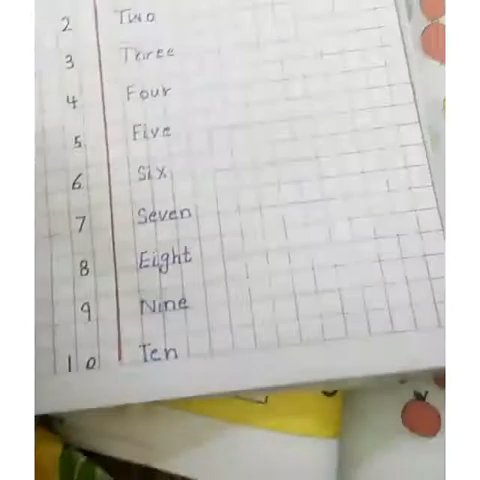 2 Two
3 Three
4 Four
5 Five
6 Six
7 Seven
8 Eight
9 Nine
10 Ten